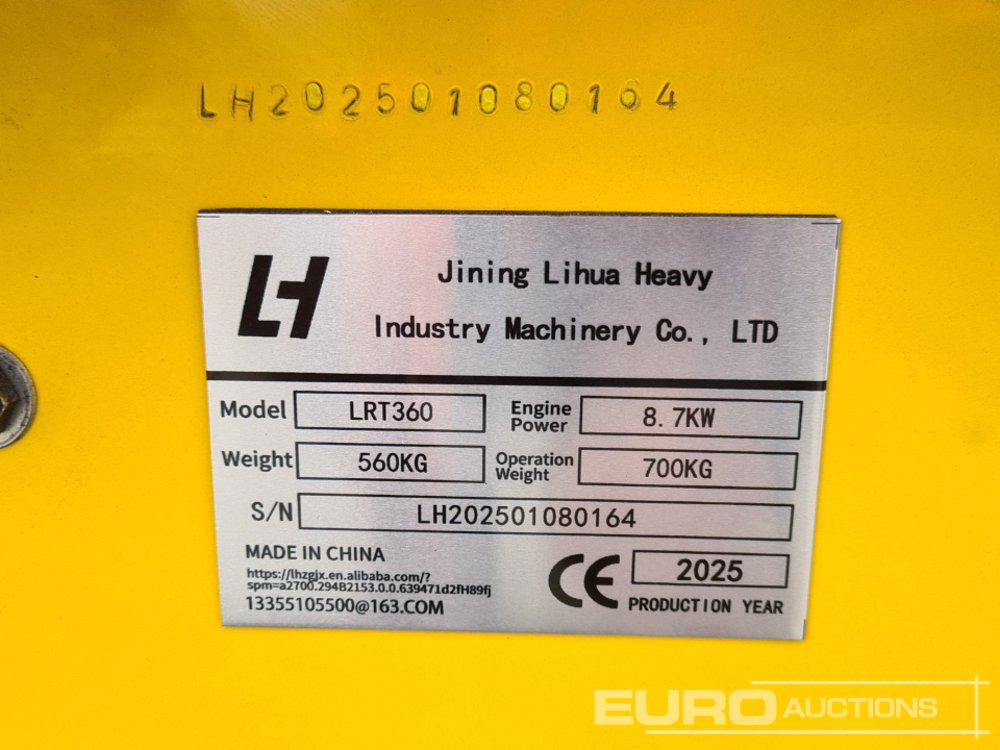 LH202501080164
LH
Jining Lihua Heavy
Industry Machinery Co., LTD
Model LRT360 Engine Power 8.7KW
Weight 560KG Operation Weight 700KG
S/N LH202501080164
MADE IN CHINA
https://lhzgjx.en.alibaba.com/?
spm=a2700.294B2153.0.0.639471d2fH89fj
13355105500@163.COM
CE 2025
PRODUCTION YEAR
EURO AUCTIONS